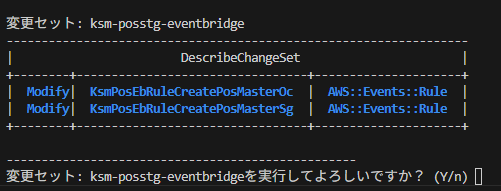 変更セット: ksm-posstg-eventbridge
DescribeChangeSet
Modify| KsmPosEbRuleCreatePosMasterOc | AWS::Events::Rule
Modify| KsmPosEbRuleCreatePosMasterSg | AWS::Events::Rule
変更セット: ksm-posstg-eventbridgeを実行してよろしいですか? (Y/n)